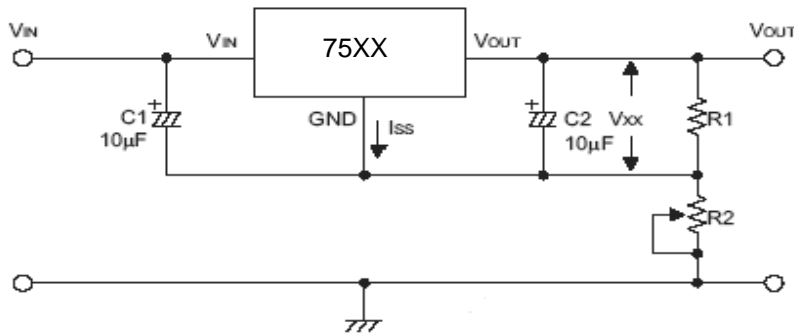 VIN
VIN
75XX
VOUT
VOUT
C1
10µF
GND
ISS
C2
10µF
VXX
R1
R2